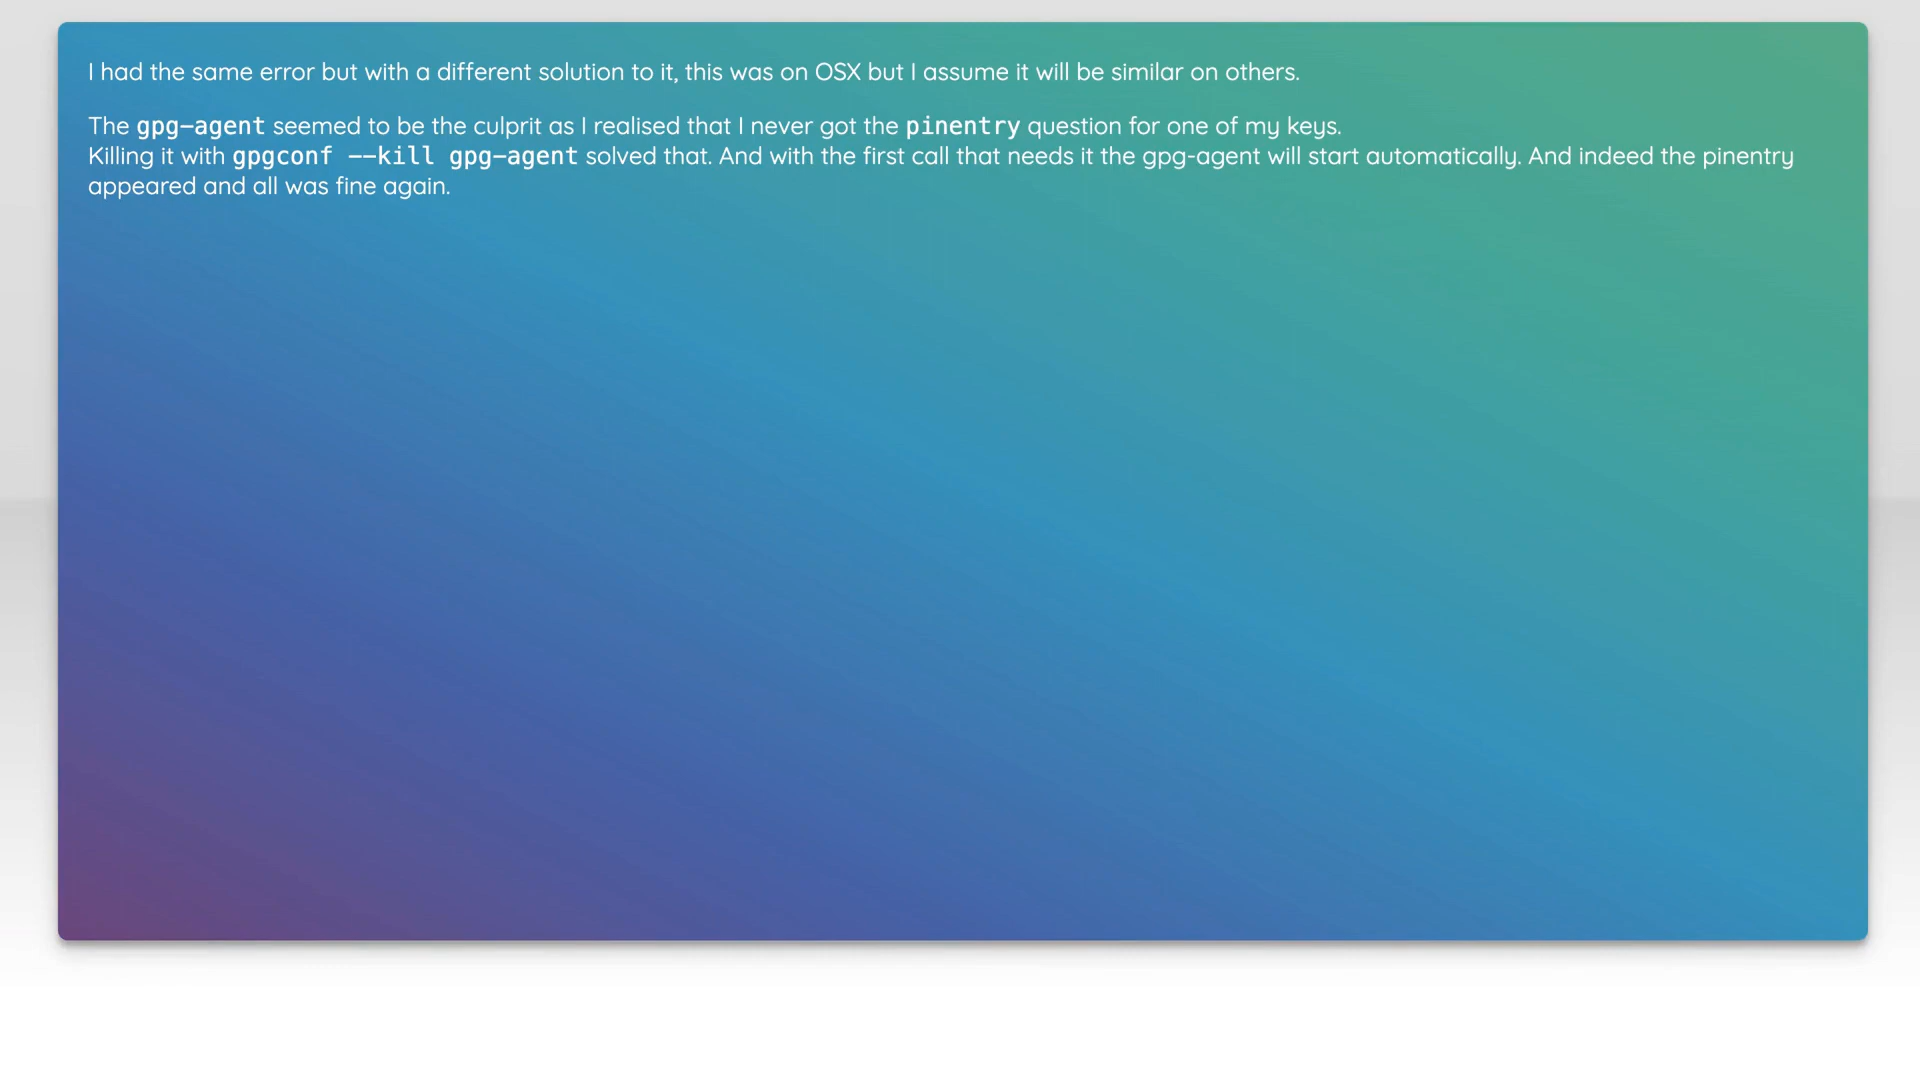 I had the same error but with a different solution to it, this was on OSX but I assume it will be similar on others.
The gpg-agent seemed to be the culprit as I realised that I never got the pinentry question for one of my keys.
Killing it with gpgconf --kill gpg-agent solved that. And with the first call that needs it the gpg-agent will start automatically. And indeed the pinentry
appeared and all was fine again.